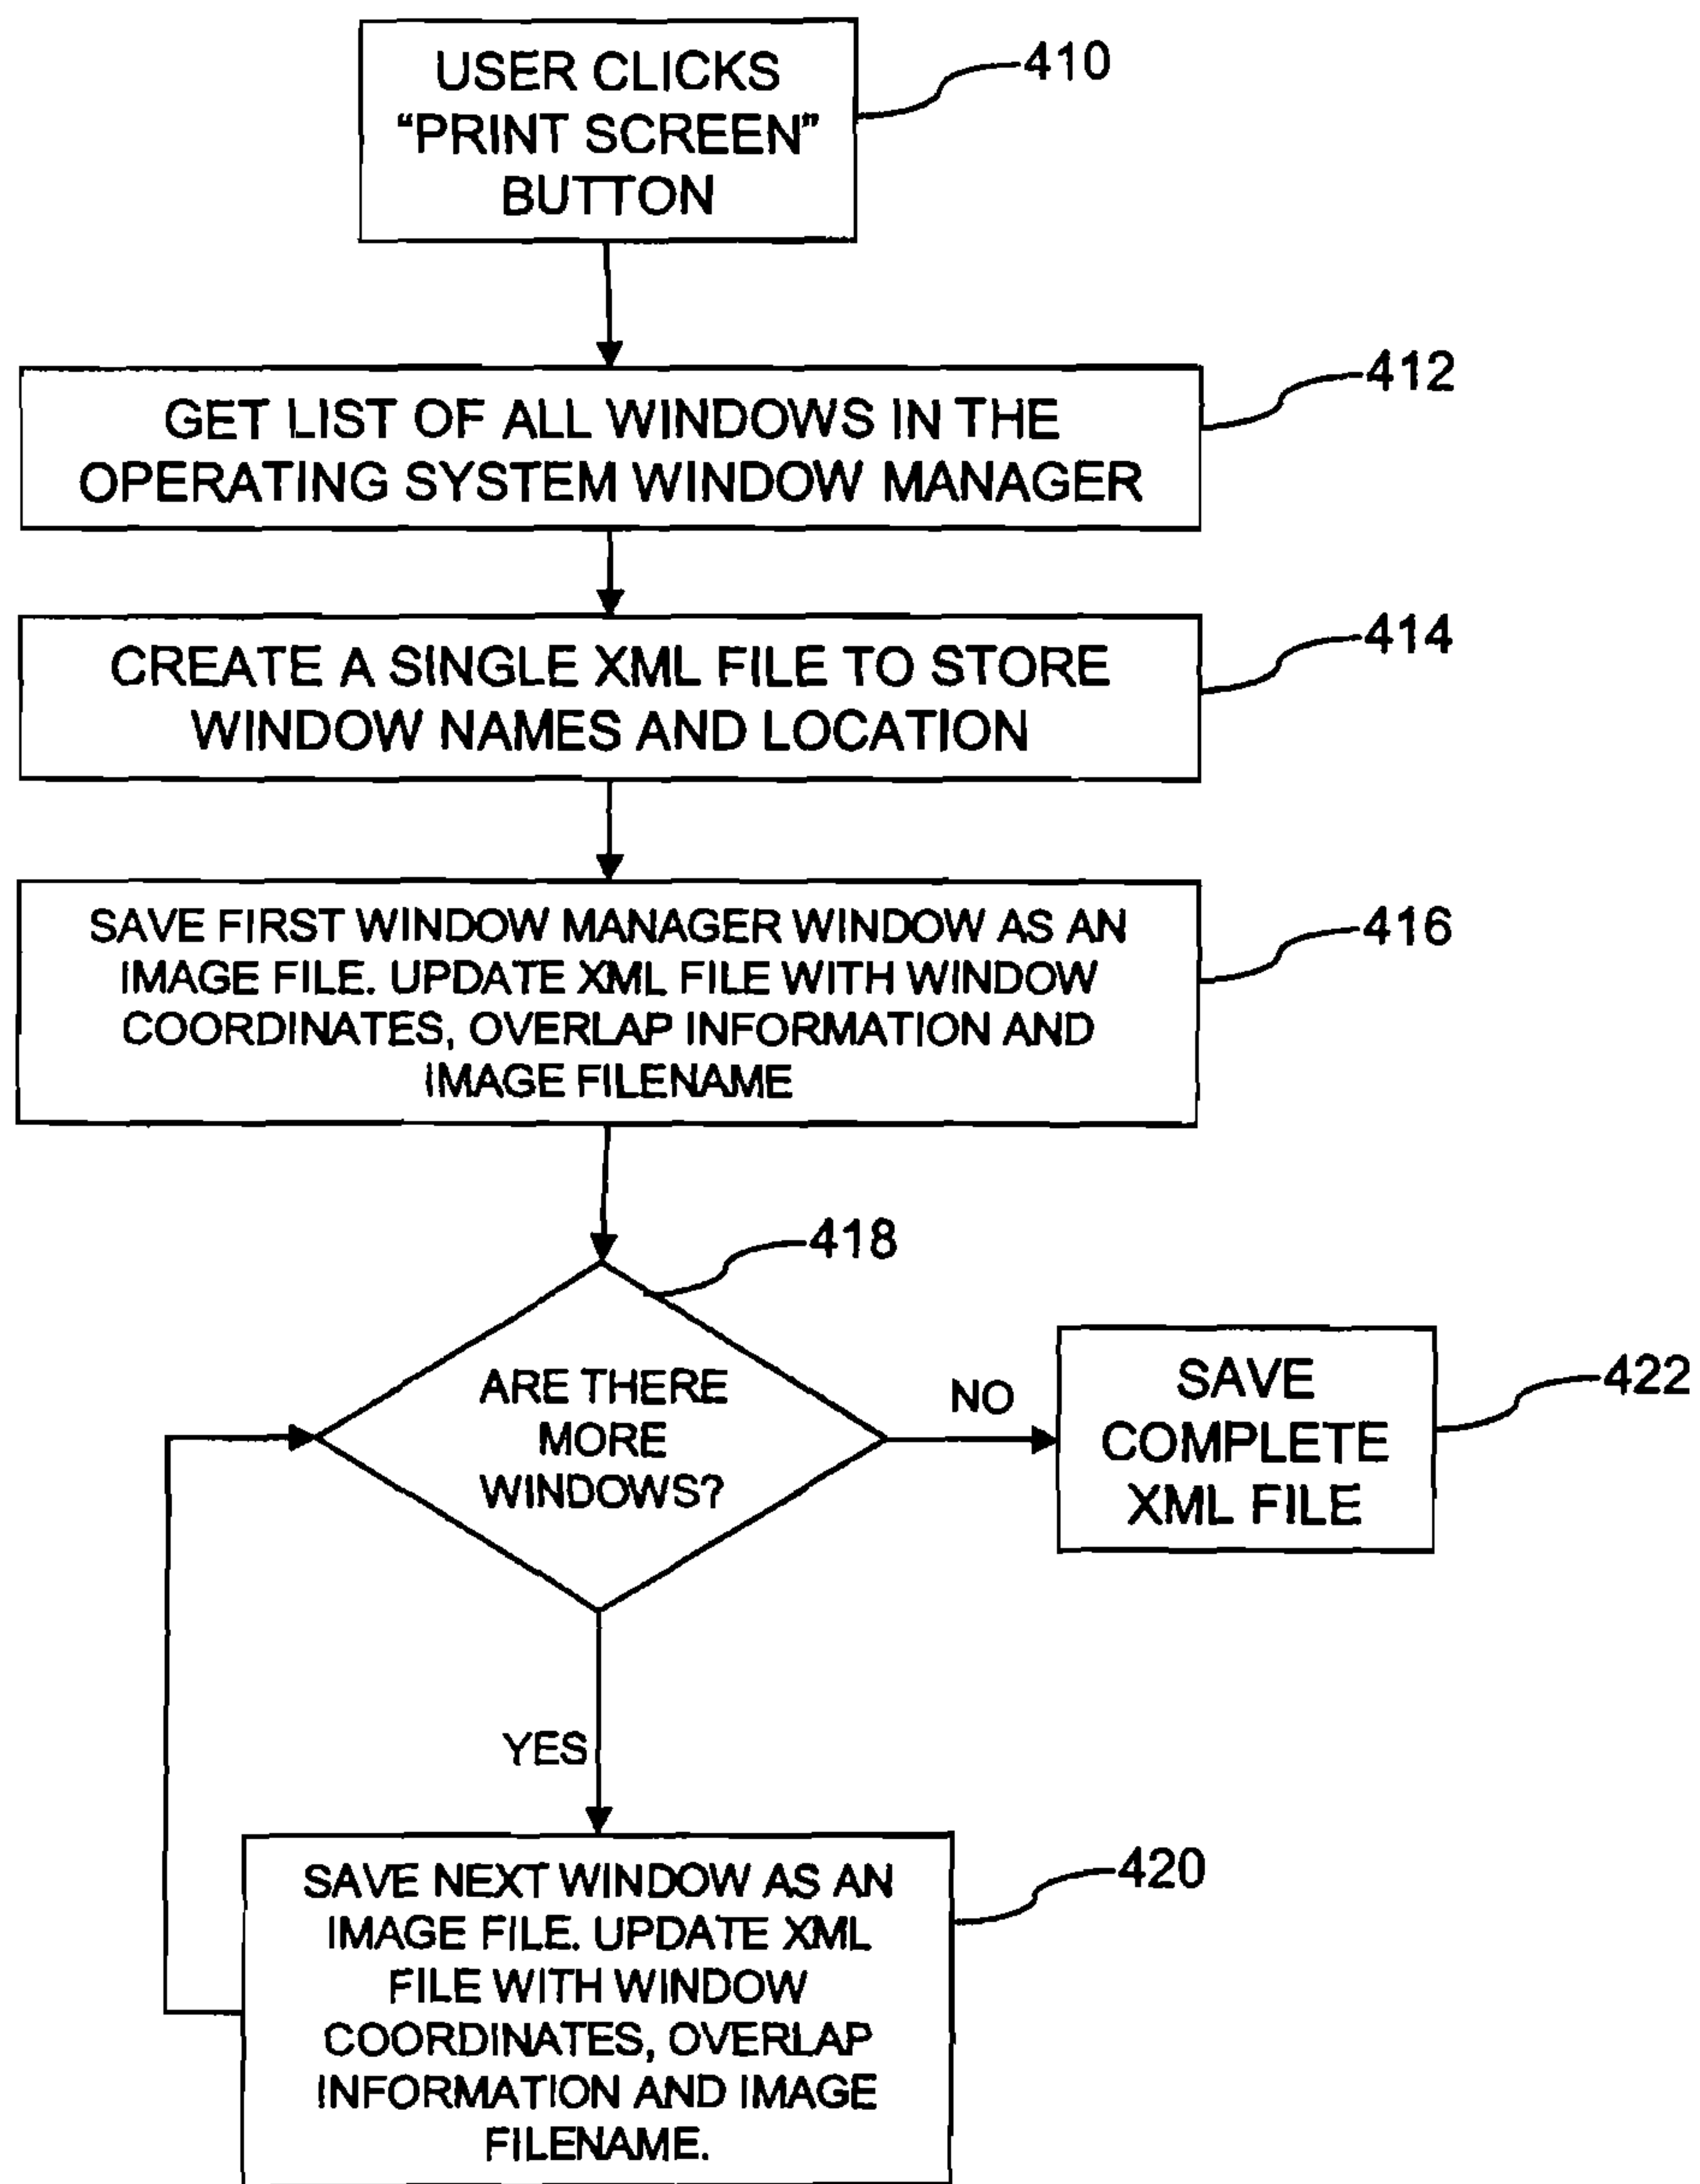 USER CLICKS
“PRINT SCREEN”
BUTTON
410
GET LIST OF ALL WINDOWS IN THE
OPERATING SYSTEM WINDOW MANAGER
412
CREATE A SINGLE XML FILE TO STORE
WINDOW NAMES AND LOCATION
414
SAVE FIRST WINDOW MANAGER WINDOW AS AN
IMAGE FILE. UPDATE XML FILE WITH WINDOW
COORDINATES, OVERLAP INFORMATION AND
IMAGE FILENAME
416
418
ARE THERE
MORE
WINDOWS?
NO
SAVE
COMPLETE
XML FILE
422
YES
SAVE NEXT WINDOW AS AN
IMAGE FILE. UPDATE XML
FILE WITH WINDOW
COORDINATES, OVERLAP
INFORMATION AND IMAGE
FILENAME.
420